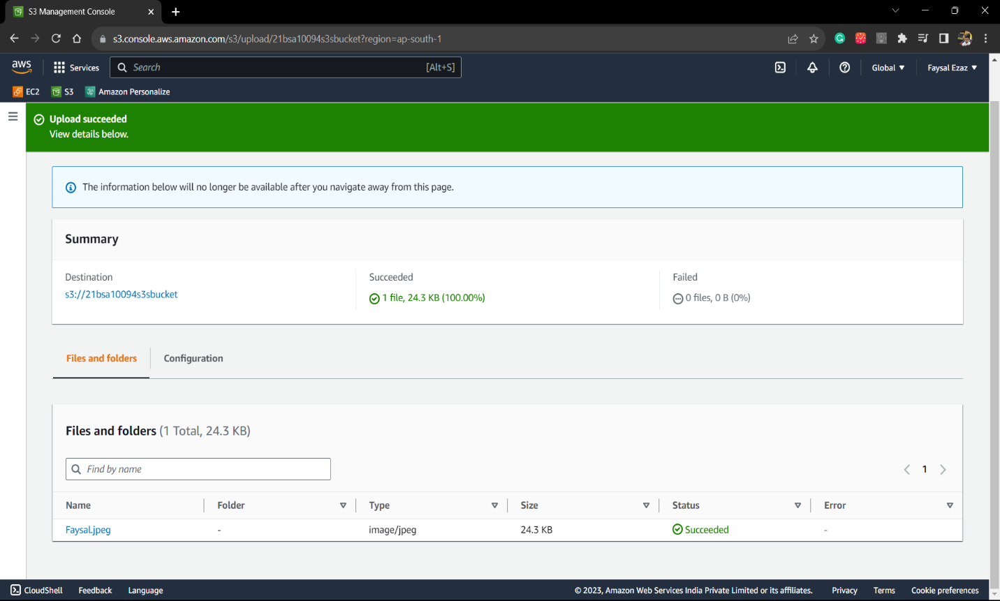 S3 Management Console
s3.console.aws.amazon.com/s3/upload/21bsa10094s3sbucket?region=ap-south-1
aws Services Search [Alt+S] Global Faysal Ezaz
EC2 S3 Amazon Personalize
Upload succeeded
View details below.
The information below will no longer be available after you navigate away from this page.
Summary
Destination Succeeded Failed
s3://21bsa10094s3sbucket 1 file, 24.3 KB (100.00%) 0 files, 0 B (0%)
Files and folders Configuration
Files and folders (1 Total, 24.3 KB)
Find by name 1
Name Folder Type Size Status Error
Faysal.jpeg - image/jpeg 24.3 KB Succeeded -
CloudShell Feedback Language © 2023, Amazon Web Services India Private Limited or its affiliates. Privacy Terms Cookie preferences